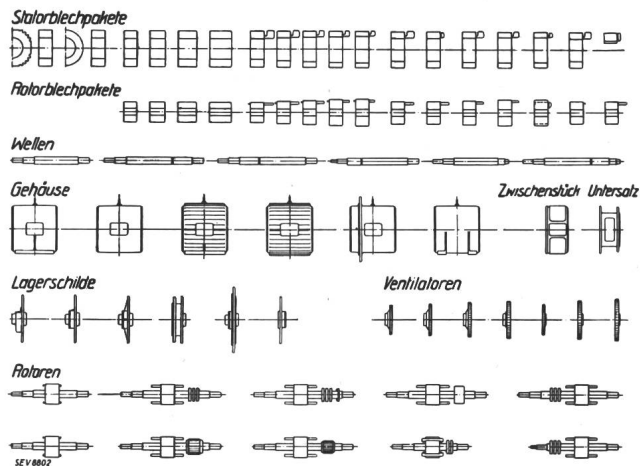 Statorblechpakete
Rotorblechpakete
Wellen
Gehäuse
Zwischenstück Untersatz
Lagerschilde
Ventilatoren
Rotoren
SEV 8802